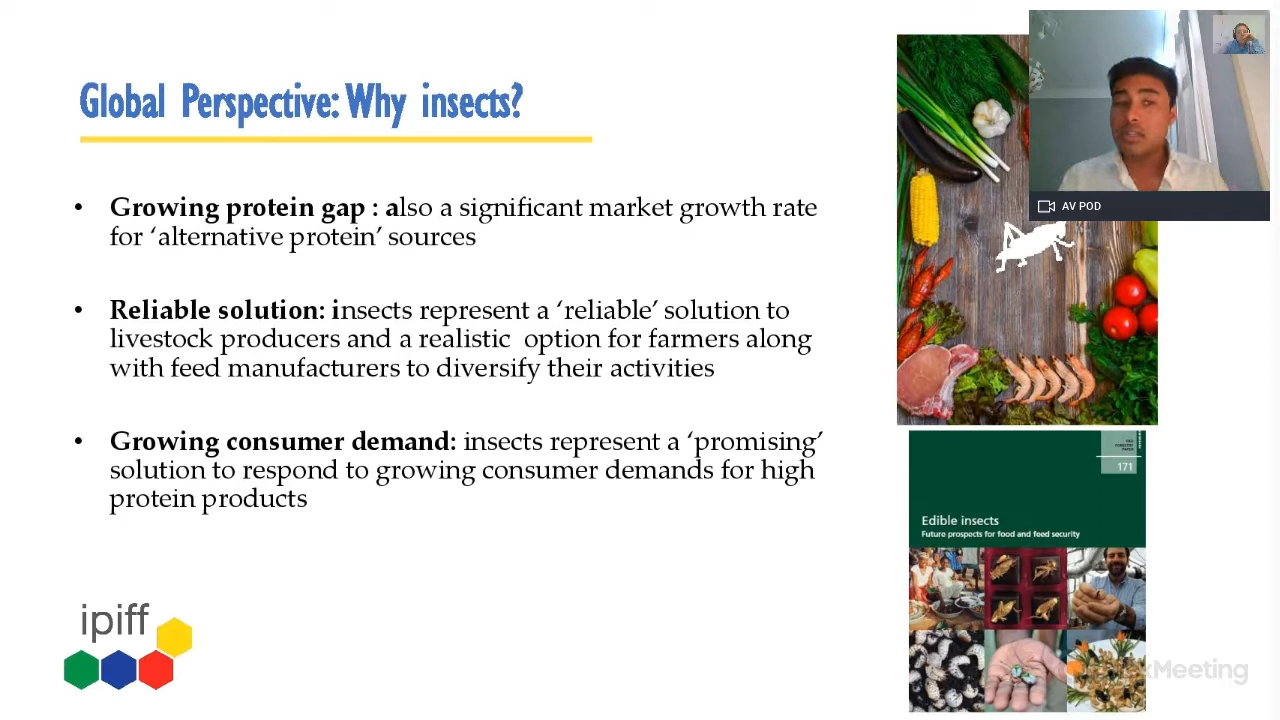 Global Perspective: Why insects?
• Growing protein gap : also a significant market growth rate
for ‘alternative protein’ sources
• Reliable solution: insects represent a ‘reliable’ solution to
livestock producers and a realistic option for farmers along
with feed manufacturers to diversify their activities
• Growing consumer demand: insects represent a ‘promising’
solution to respond to growing consumer demands for high
protein products
ipiff
AV POD
171
Edible insects
Future prospects for food and feed security
Meeting